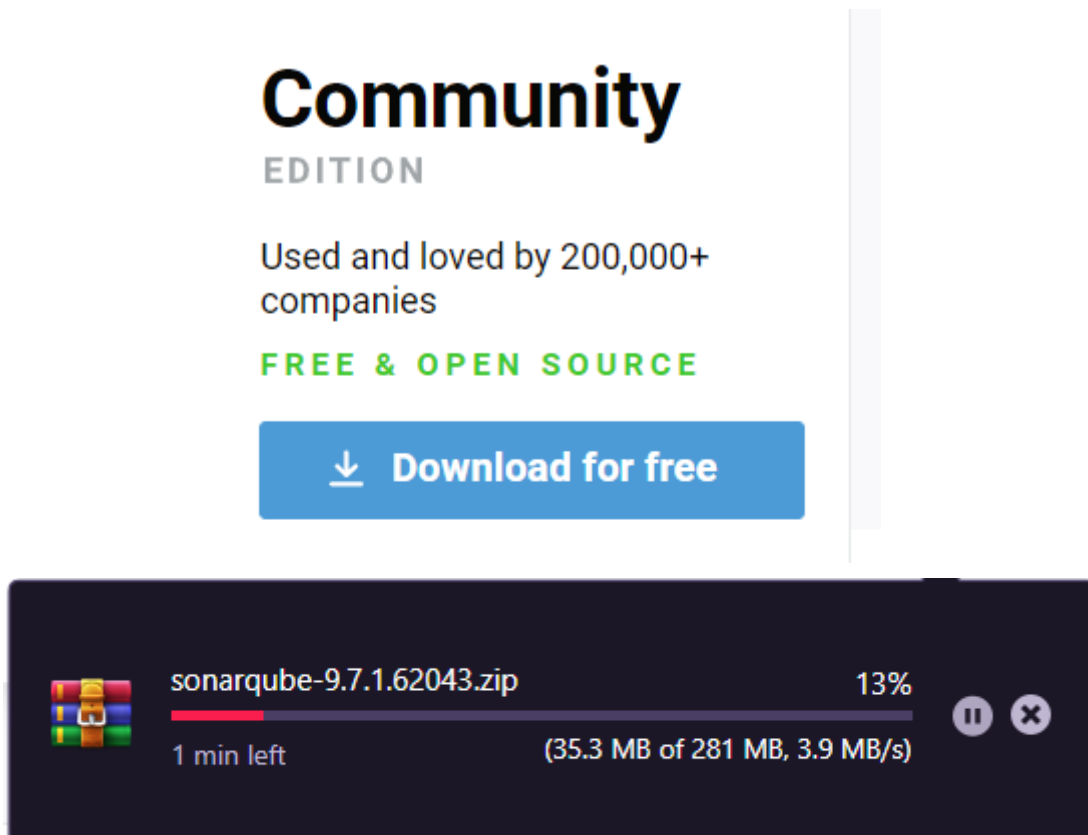 Community
EDITION
Used and loved by 200,000+
companies
FREE & OPEN SOURCE
Download for free
sonarqube-9.7.1.62043.zip 13%
1 min left (35.3 MB of 281 MB, 3.9 MB/s)